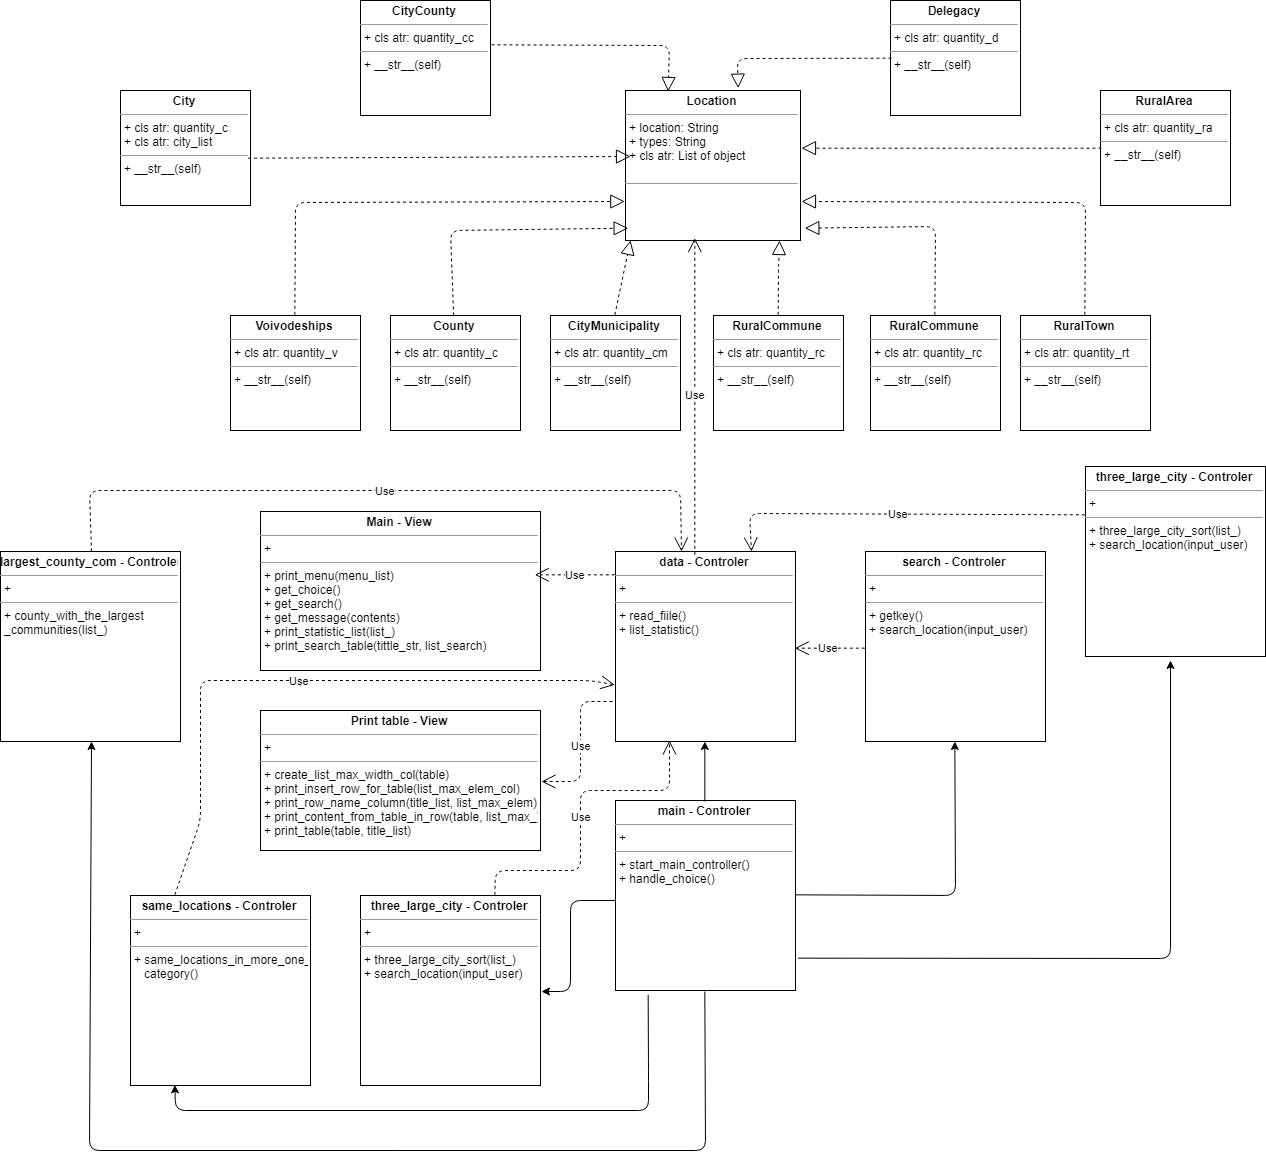 CityCounty
+ cls atr: quantity_cc
+ __str__(self)
Delegacy
+ cls atr: quantity_d
+ __str__(self)
City
+ cls atr: quantity_c
+ cls atr: city_list
+ __str__(self)
Location
+ location: String
+ types: String
+ cls atr: List of object
RuralArea
+ cls atr: quantity_ra
+ __str__(self)
Voivodeships
+ cls atr: quantity_v
+ __str__(self)
County
+ cls atr: quantity_c
+ __str__(self)
CityMunicipality
+ cls atr: quantity_cm
+ __str__(self)
RuralCommune
+ cls atr: quantity_rc
+ __str__(self)
RuralCommune
+ cls atr: quantity_rc
+ __str__(self)
RuralTown
+ cls atr: quantity_rt
+ __str__(self)
Use
three_large_city - Controler
+
+ three_large_city_sort(list_)
+ search_location(input_user)
Use
Use
largest_county_com - Controle
+
+ county_with_the_largest
_communities(list_)
Main - View
+
+ print_menu(menu_list)
+ get_choice()
+ get_search()
+ get_message(contents)
+ print_statistic_list(list_)
+ print_search_table(tittle_str, list_search)
Use
data - Controler
+
+ read_fiile()
+ list_statistic()
Use
search - Controler
+
+ getkey()
+ search_location(input_user)
Use
Print table - View
+
+ create_list_max_width_col(table)
+ print_insert_row_for_table(list_max_elem_col)
+ print_row_name_column(title_list, list_max_elem)
+ print_content_from_table_in_row(table, list_max_
+ print_table(table, title_list)
Use
Use
main - Controler
+
+ start_main_controller()
+ handle_choice()
same_locations - Controler
+
+ same_locations_in_more_one_
category()
three_large_city - Controler
+
+ three_large_city_sort(list_)
+ search_location(input_user)